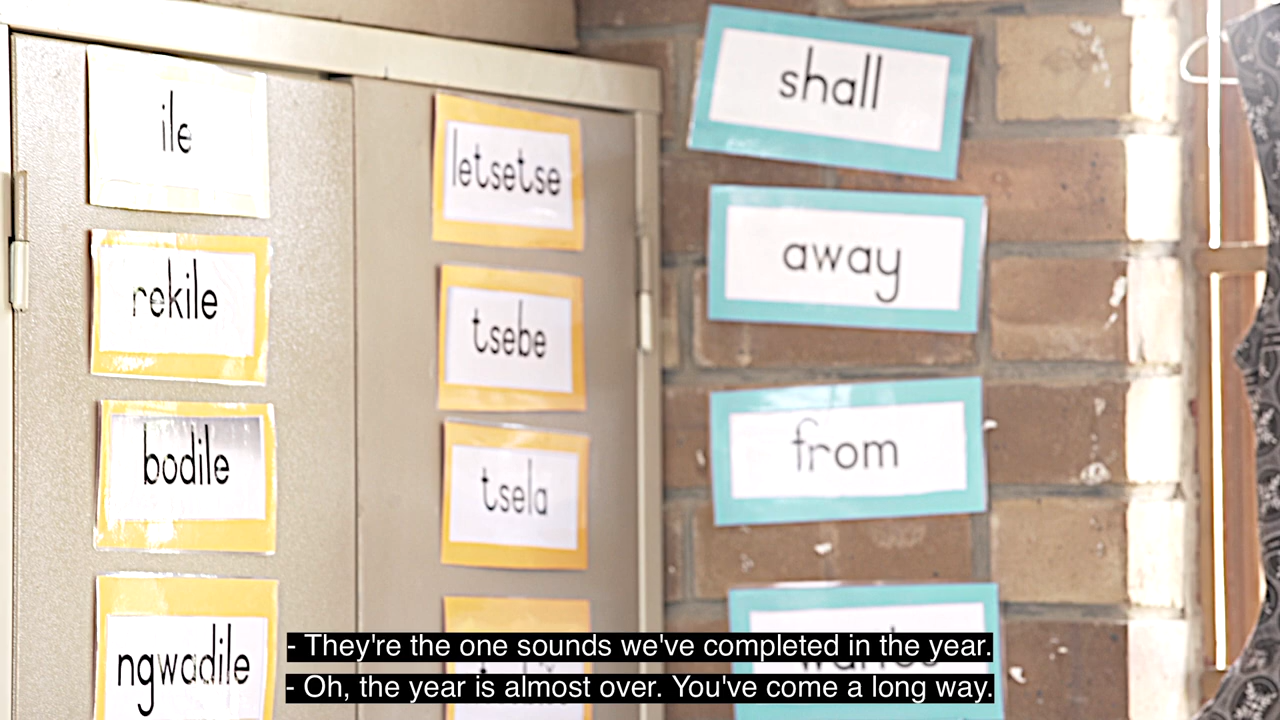 ile
rekile
bodile
ngwadile
letsetse
tsebe
tsela
shall
away
from
- They're the one sounds we've completed in the year.
- Oh, the year is almost over. You've come a long way.